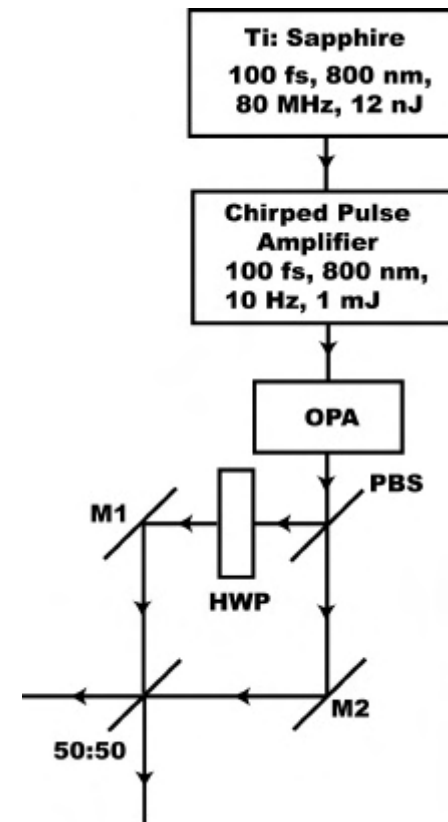 Ti: Sapphire
100 fs, 800 nm,
80 MHz, 12 nJ
Chirped Pulse
Amplifier
100 fs, 800 nm,
10 Hz, 1 mJ
OPA
PBS
M1
HWP
M2
50:50